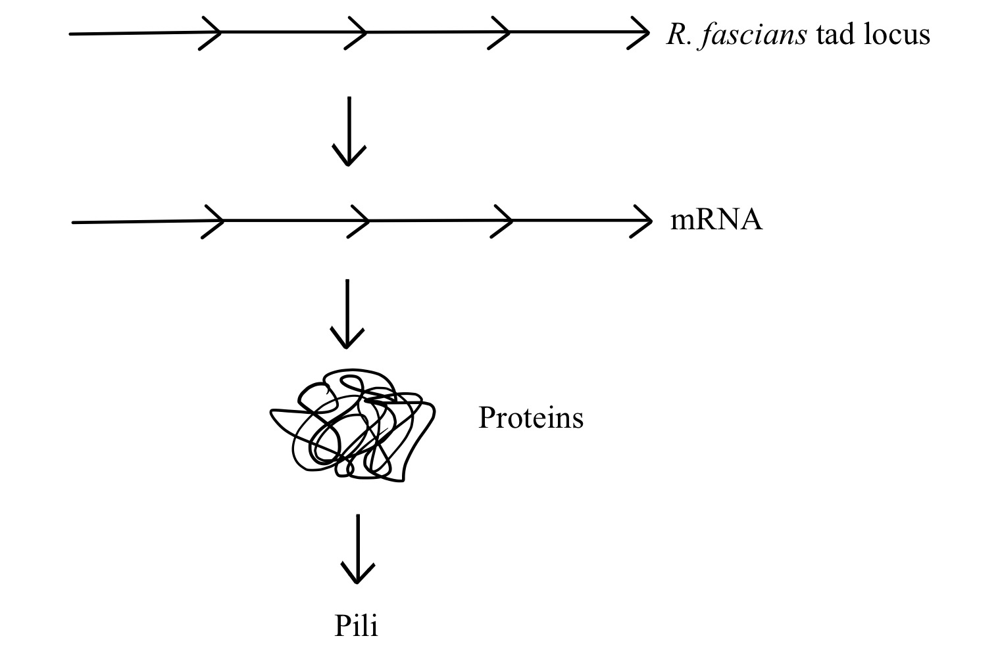 R. fascians tad locus
mRNA
Proteins
Pili